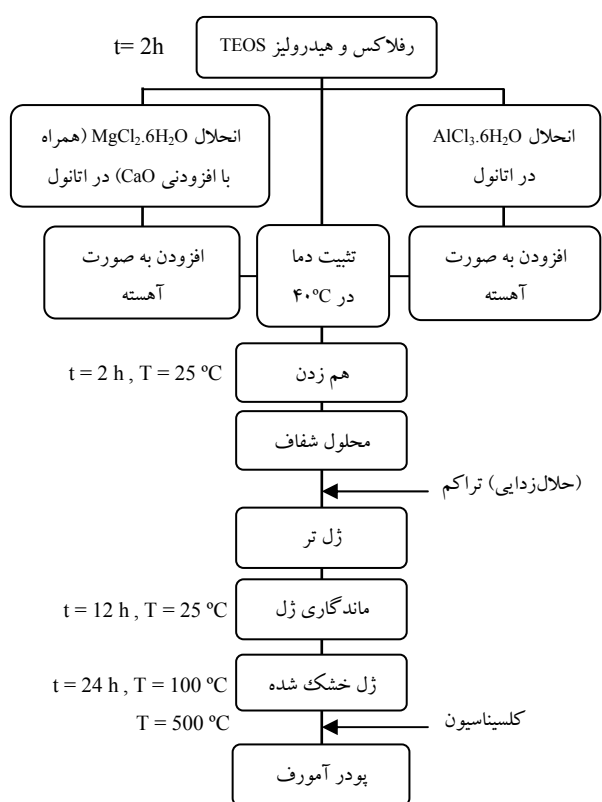 رفلاکس و هیدرولیز TEOS
t= 2h
انحلال AlCl₃.6H₂O
در اتانول
انحلال MgCl₂.6H₂O (همراه
با افزودنی CaO) در اتانول
افزودن به صورت
آهسته
تثبیت دما
در ۴۰ºC
افزودن به صورت
آهسته
هم زدن
t = 2 h , T = 25 ºC
محلول شفاف
(حلال‌زدایی) تراکم
ژل تر
ماندگاری ژل
t = 12 h , T = 25 ºC
ژل خشک شده
t = 24 h , T = 100 ºC
کلسیناسیون
T = 500 ºC
پودر آمورف